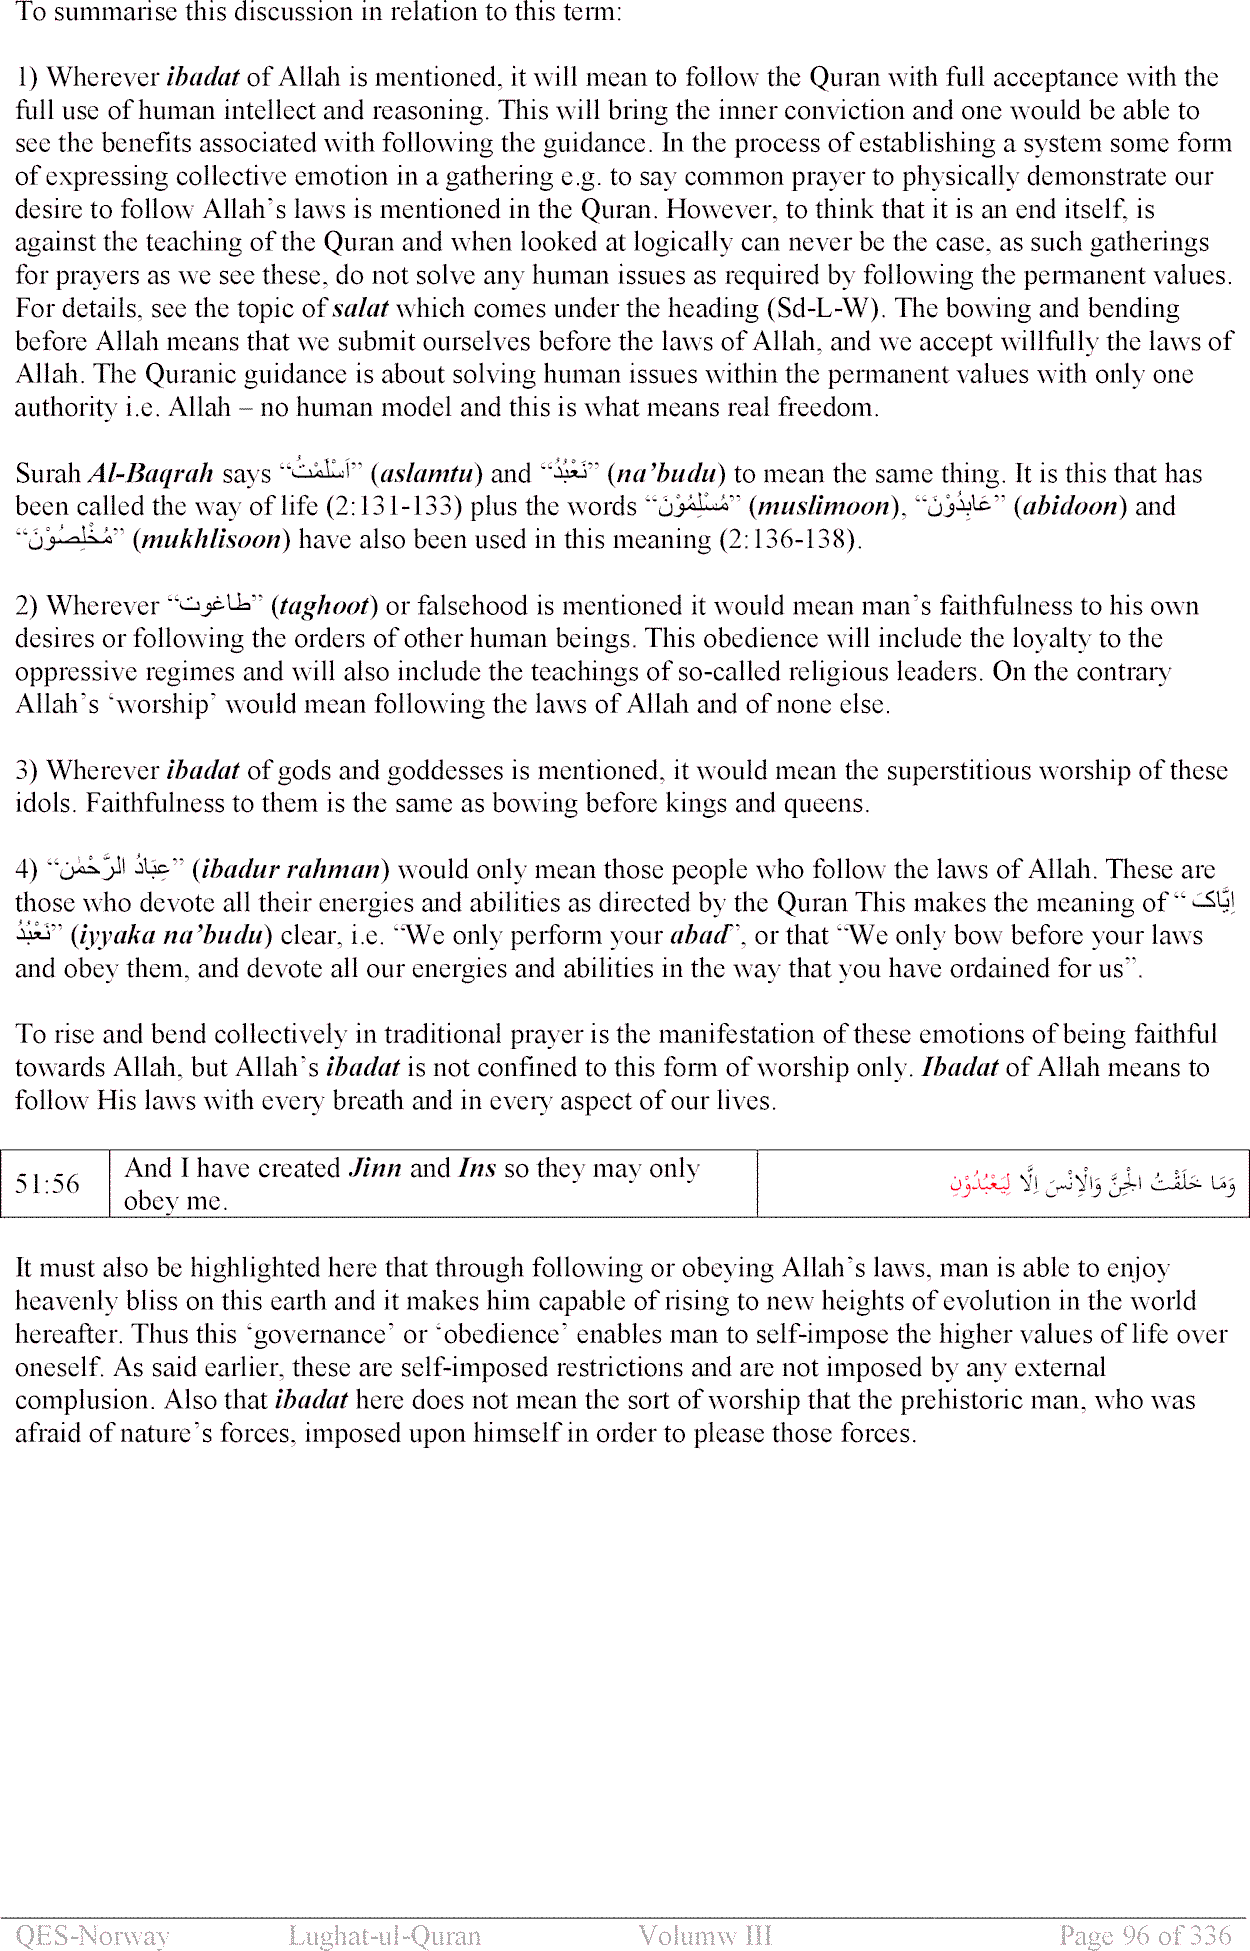 To summarise this discussion in relation to this term:
1) Wherever ibadat of Allah is mentioned, it will mean to follow the Quran with full acceptance with the
full use of human intellect and reasoning. This will bring the inner conviction and one would be able to
see the benefits associated with following the guidance. In the process of establishing a system some form
of expressing collective emotion in a gathering e.g. to say common prayer to physically demonstrate our
desire to follow Allah’s laws is mentioned in the Quran. However, to think that it is an end itself, is
against the teaching of the Quran and when looked at logically can never be the case, as such gatherings
for prayers as we see these, do not solve any human issues as required by following the permanent values.
For details, see the topic of salat which comes under the heading (Sd-L-W). The bowing and bending
before Allah means that we submit ourselves before the laws of Allah, and we accept willfully the laws of
Allah. The Quranic guidance is about solving human issues within the permanent values with only one
authority i.e. Allah – no human model and this is what means real freedom.
Surah Al-Baqrah says “اَسْلَمْتُ” (aslamtu) and “نَعْبُدُ” (na’budu) to mean the same thing. It is this that has
been called the way of life (2:131-133) plus the words “مُسْلِمُوْنَ” (muslimoon), “عَابِدُوْنَ” (abidoon) and
“مُخْلِصُوْنَ” (mukhlisoon) have also been used in this meaning (2:136-138).
2) Wherever “طاغوت” (taghoot) or falsehood is mentioned it would mean man’s faithfulness to his own
desires or following the orders of other human beings. This obedience will include the loyalty to the
oppressive regimes and will also include the teachings of so-called religious leaders. On the contrary
Allah’s ‘worship’ would mean following the laws of Allah and of none else.
3) Wherever ibadat of gods and goddesses is mentioned, it would mean the superstitious worship of these
idols. Faithfulness to them is the same as bowing before kings and queens.
4) “عِبَادُ الرَّحْمٰن” (ibadur rahman) would only mean those people who follow the laws of Allah. These are
those who devote all their energies and abilities as directed by the Quran This makes the meaning of “ اِيَّاکَ
نَعْبُدُ” (iyyaka na’budu) clear, i.e. “We only perform your abad”, or that “We only bow before your laws
and obey them, and devote all our energies and abilities in the way that you have ordained for us”.
To rise and bend collectively in traditional prayer is the manifestation of these emotions of being faithful
towards Allah, but Allah’s ibadat is not confined to this form of worship only. Ibadat of Allah means to
follow His laws with every breath and in every aspect of our lives.
51:56 And I have created Jinn and Ins so they may only وَمَا خَلَقْتُ الْجِنَّ وَالْاِنْسَ اِلَّا لِيَعْبُدُوْنِ
obey me.
It must also be highlighted here that through following or obeying Allah’s laws, man is able to enjoy
heavenly bliss on this earth and it makes him capable of rising to new heights of evolution in the world
hereafter. Thus this ‘governance’ or ‘obedience’ enables man to self-impose the higher values of life over
oneself. As said earlier, these are self-imposed restrictions and are not imposed by any external
complusion. Also that ibadat here does not mean the sort of worship that the prehistoric man, who was
afraid of nature’s forces, imposed upon himself in order to please those forces.
QES-Norway Lughat-ul-Quran Volumw III Page 96 of 336